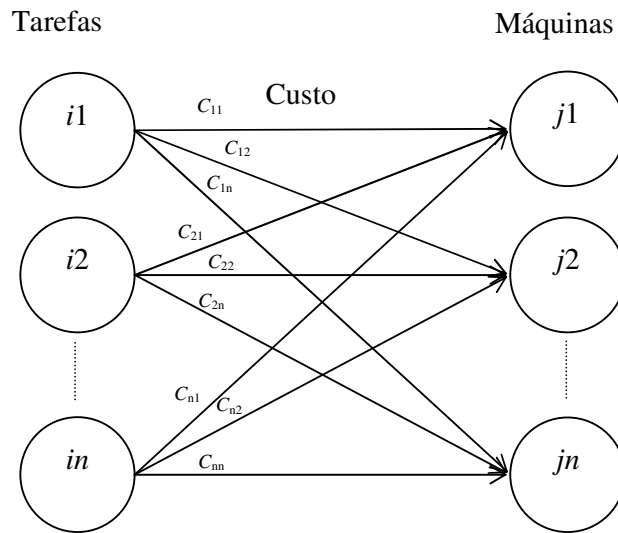 Tarefas
Máquinas
Custo
i1
C11
j1
C12
C1n
i2
C21
C22
j2
C2n
Cn1
Cn2
in
Cnn
jn